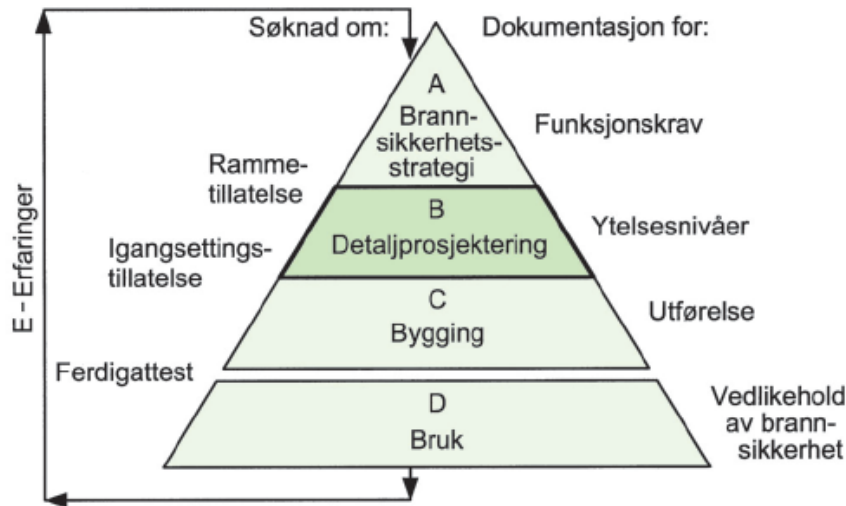 Søknad om:
Dokumentasjon for:
A
Brann-
sikkerhets-
strategi
Funksjonskrav
Ramme-
tillatelse
B
Detaljprosjektering
Ytelsesnivåer
Igangsettings-
tillatelse
C
Bygging
Utførelse
Ferdigattest
D
Bruk
Vedlikehold
av brann-
sikkerhet
E - Erfaringer